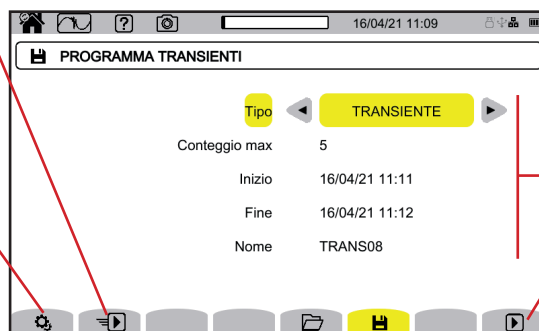 16/04/21 11:09
PROGRAMMA TRANSIENTI
Tipo TRANSIENTE
Conteggio max 5
Inizio 16/04/21 11:11
Fine 16/04/21 11:12
Nome TRANS08